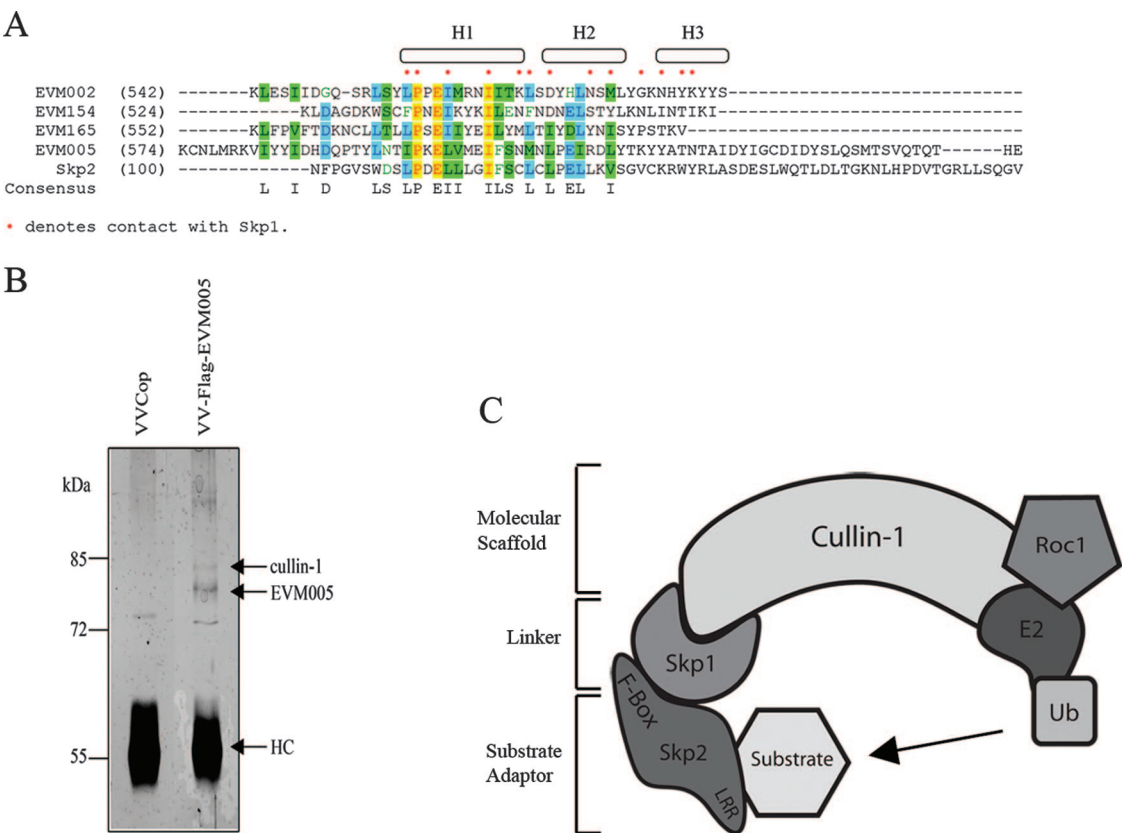 A
H1 H2 H3
* * * * * * * * * * * *
EVM002 (542) -------KLESIIDGQ-SRLSYLPPEIMRNIITKLSDYHLNSMLYGKNHYKYYS-----------------------------
EVM154 (524) ------------KLDAGDKWSCFPNEIKYKILENFNDNELSTYLKNLINTIKI------------------------------
EVM165 (552) -------KLFPVFTDKNCLLTLLPSEIIYEILYMLTIYDLYNISYPSTKV---------------------------------
EVM005 (574) KCNLMRKVIYYIDHDQPTYLNTIPKELVMEIFSNMNLPEIRDLYTKYYATNTAIDYIGCDIDYSLQSMTSVQTQT------HE
Skp2 (100) -------------NFPGVSWDSLPDELLLGIFSCLCLPELLKVSGVCKRWYRLASDESLWQTLDLTGKNLHPDVTGRLLSQGV
Consensus L I D LS LP EII ILS L LEL I
* denotes contact with Skp1.
B
VVCop
VV-Flag-EVM005
kDa
85
cullin-1
EVM005
72
HC
55
C
Molecular
Scaffold
Cullin-1
Roc1
Linker
Skp1
E2
F-Box
Ub
Substrate
Adaptor
Skp2
Substrate
LRR